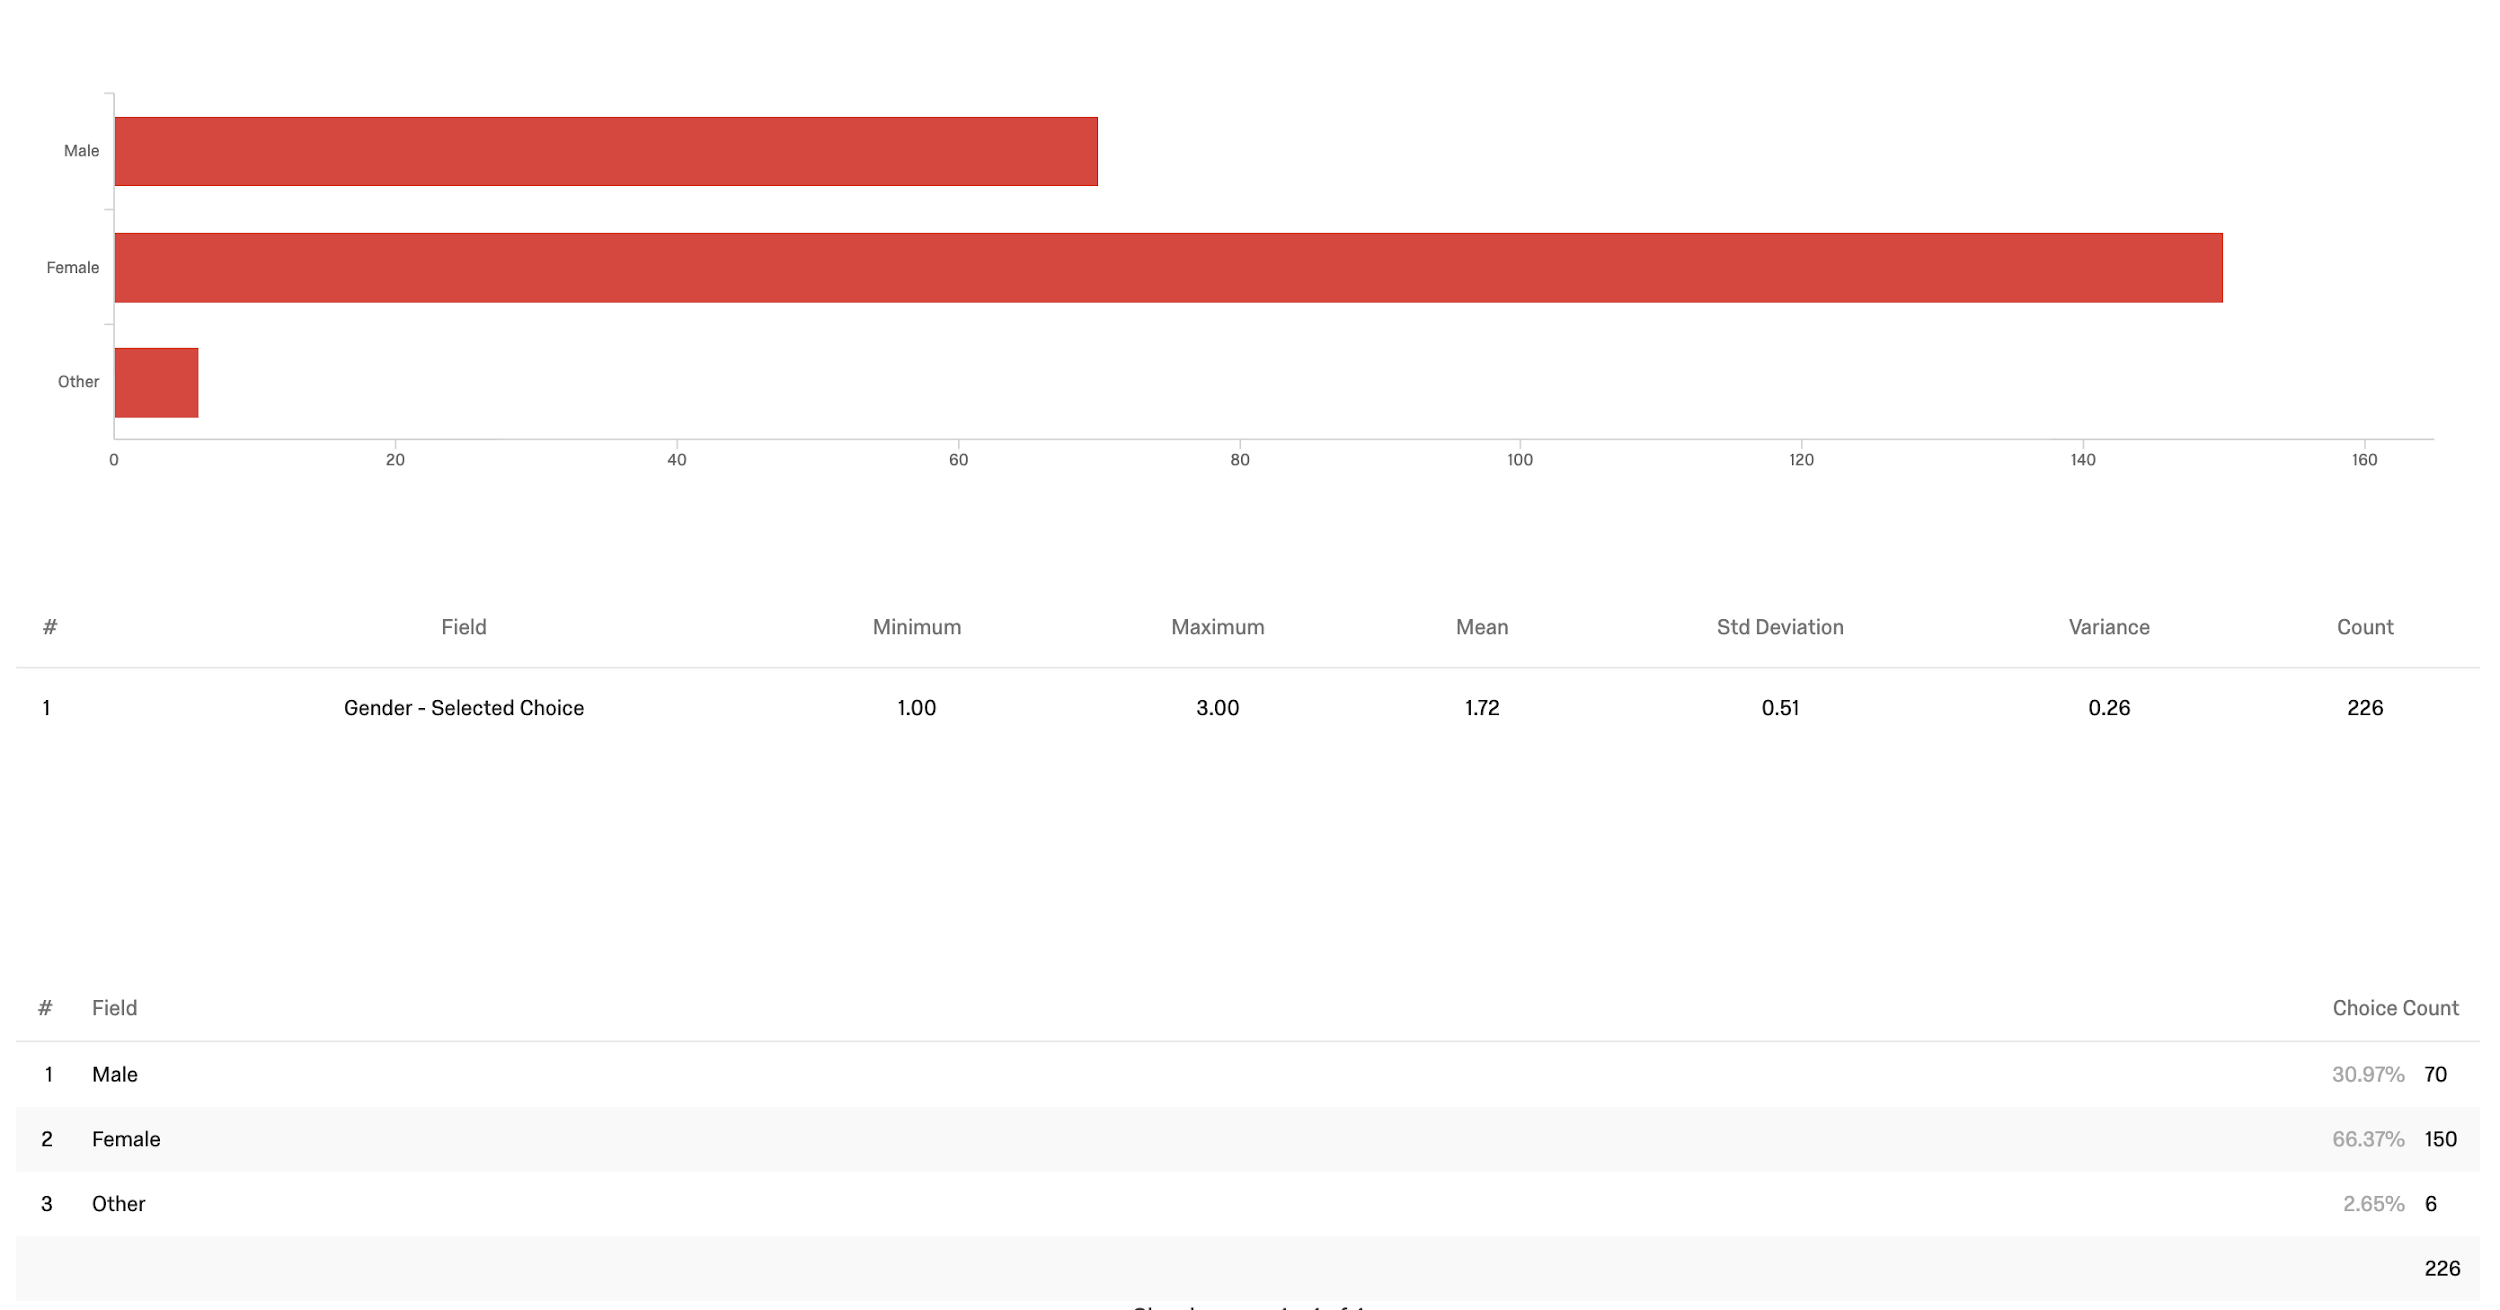 Male
Female
Other
0 20 40 60 80 100 120 140 160
# Field Minimum Maximum Mean Std Deviation Variance Count
1 Gender - Selected Choice 1.00 3.00 1.72 0.51 0.26 226
# Field Choice Count
1 Male 30.97% 70
2 Female 66.37% 150
3 Other 2.65% 6
226